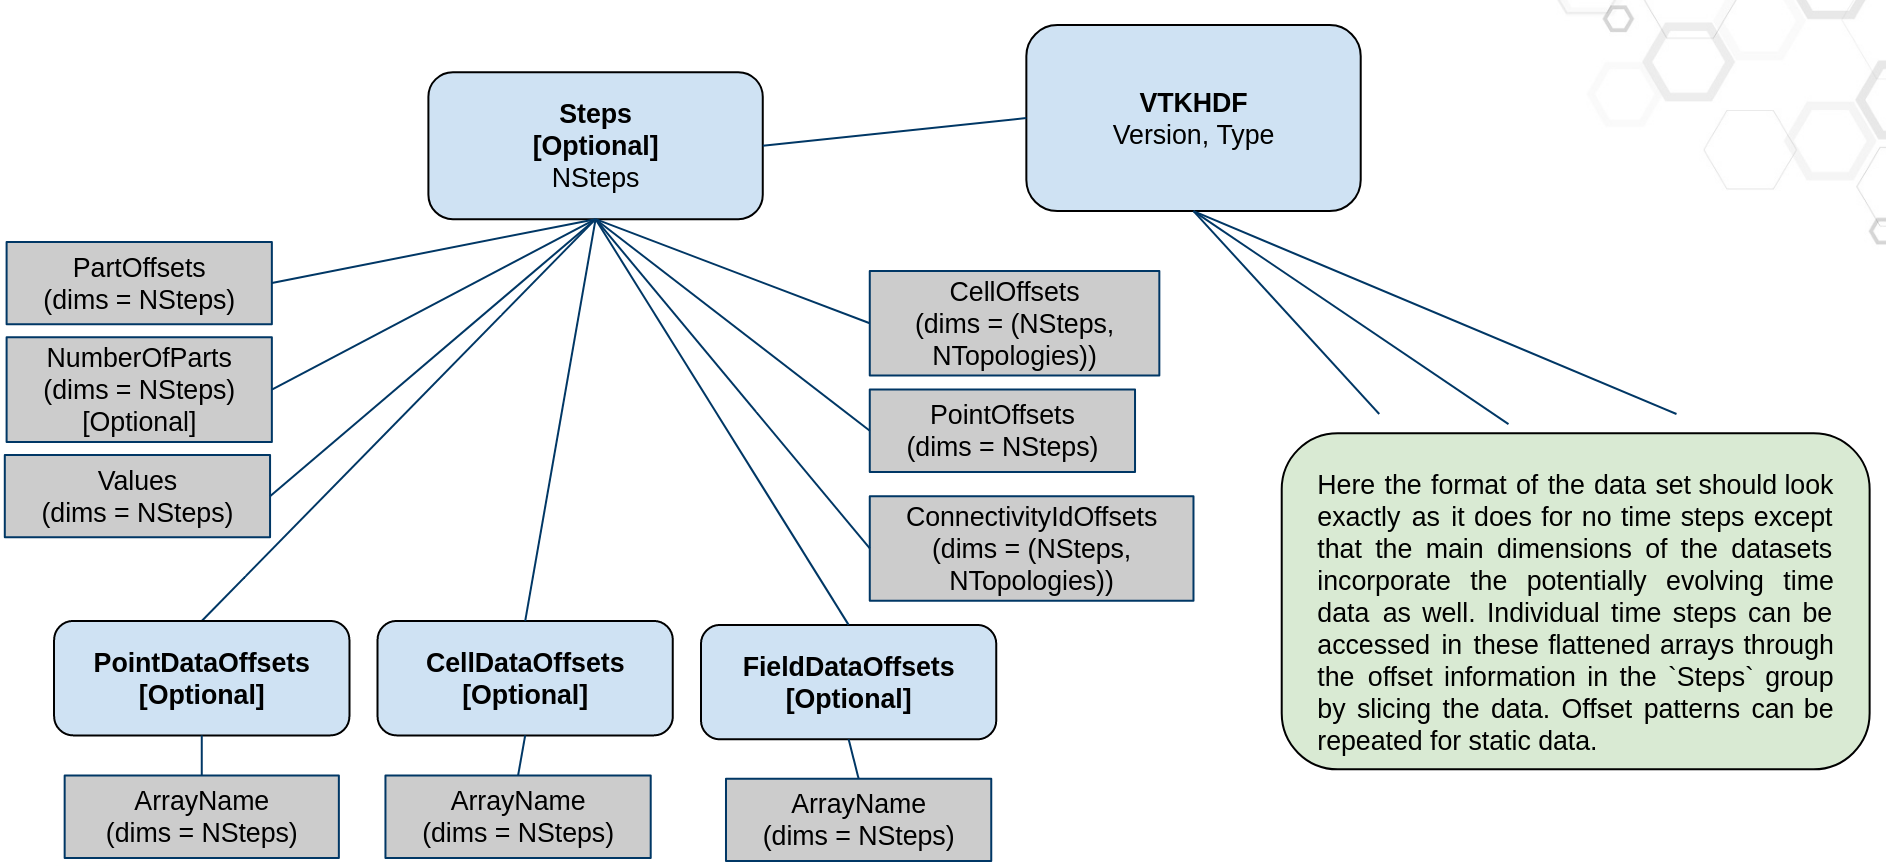 Steps
[Optional]
NSteps
VTKHDF
Version, Type
PartOffsets
(dims = NSteps)
NumberOfParts
(dims = NSteps)
[Optional]
Values
(dims = NSteps)
CellOffsets
(dims = (NSteps,
NTopologies))
PointOffsets
(dims = NSteps)
ConnectivityIdOffsets
(dims = (NSteps,
NTopologies))
PointDataOffsets
[Optional]
CellDataOffsets
[Optional]
FieldDataOffsets
[Optional]
ArrayName
(dims = NSteps)
ArrayName
(dims = NSteps)
ArrayName
(dims = NSteps)
Here the format of the data set should look
exactly as it does for no time steps except
that the main dimensions of the datasets
incorporate the potentially evolving time
data as well. Individual time steps can be
accessed in these flattened arrays through
the offset information in the `Steps` group
by slicing the data. Offset patterns can be
repeated for static data.